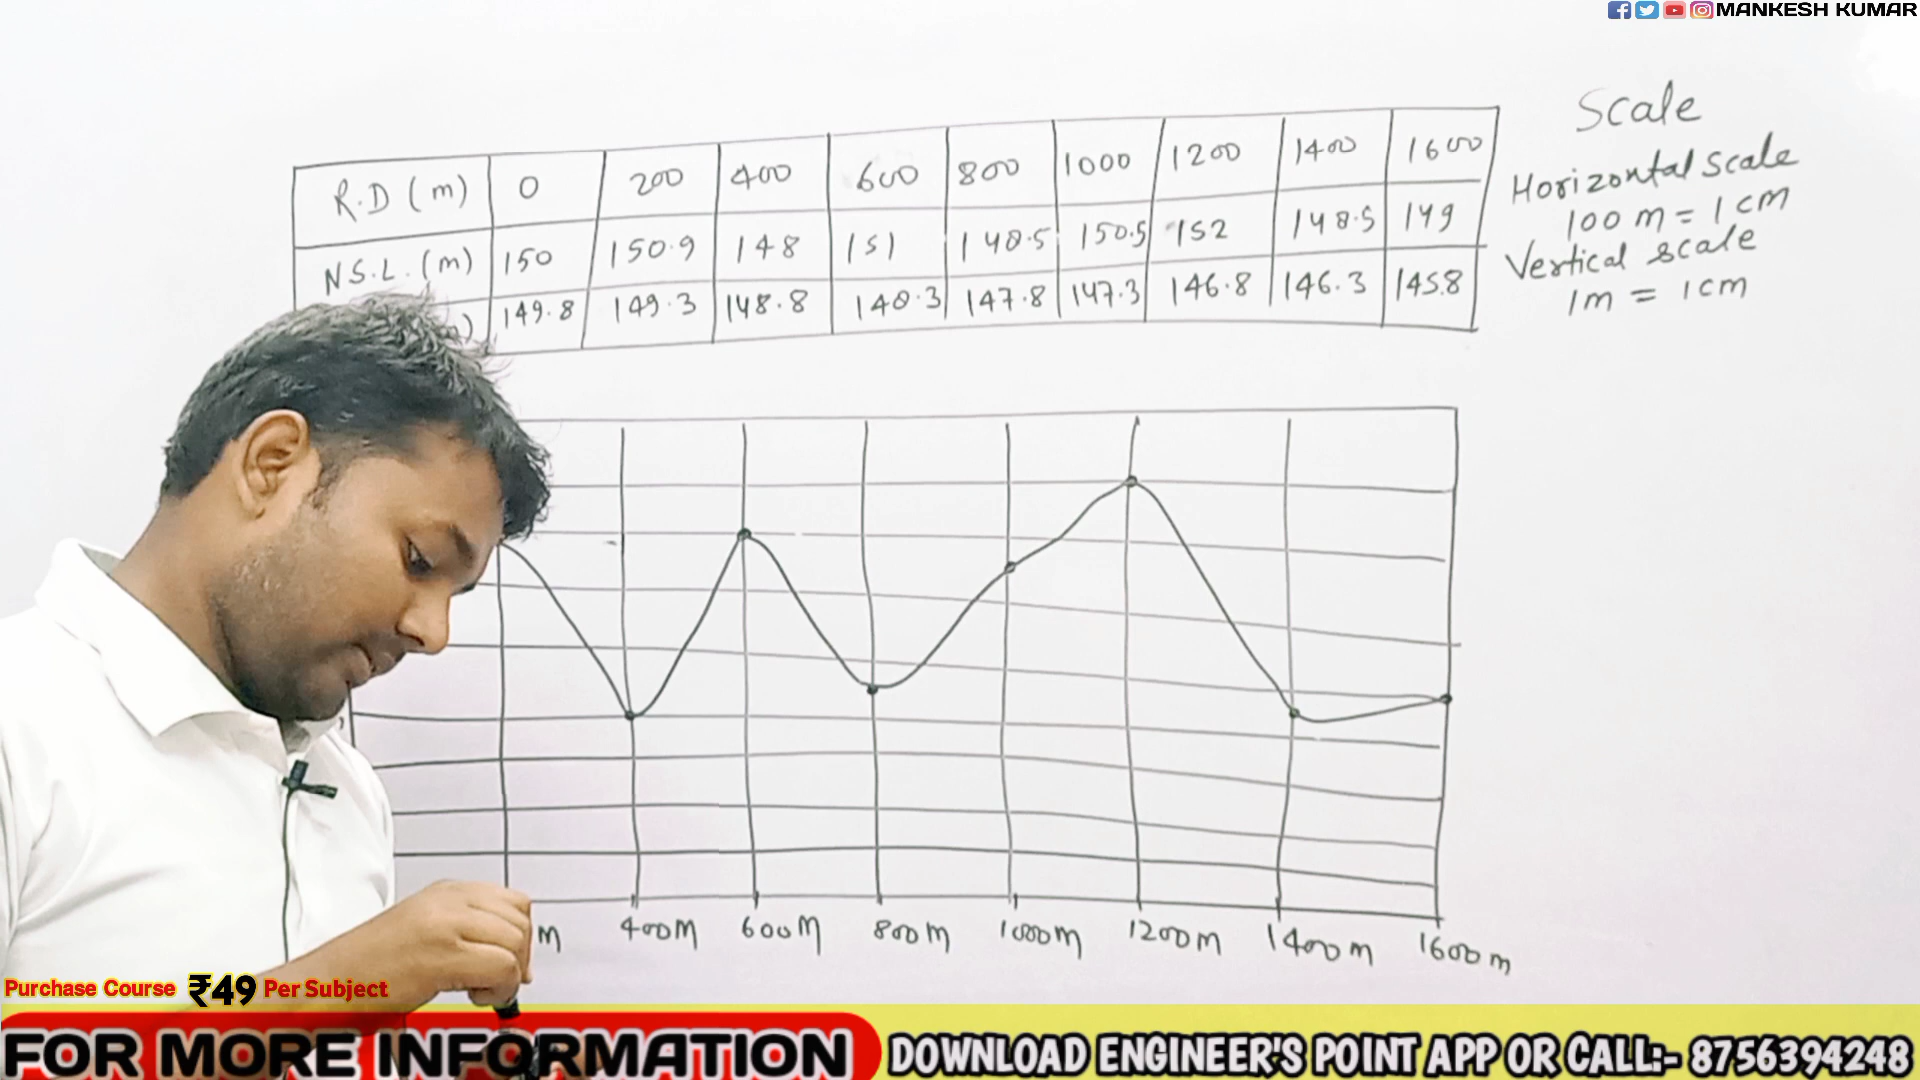 MANKESH KUMAR
Scale
Horizontal scale
100 m = 1 cm
Vertical scale
1m = 1cm
R.D (m) 0 200 400 600 800 1000 1200 1400 1600
N.S.L. (m) 150 150.9 148 151 148.5 150.5 152 148.5 149
149.8 149.3 148.8 148.3 147.8 147.3 146.8 146.3 145.8
m 400m 600m 800m 1000m 1200m 1400m 1600m
Purchase Course ₹49 Per Subject
FOR MORE INFORMATION DOWNLOAD ENGINEER'S POINT APP OR CALL:- 8756394248